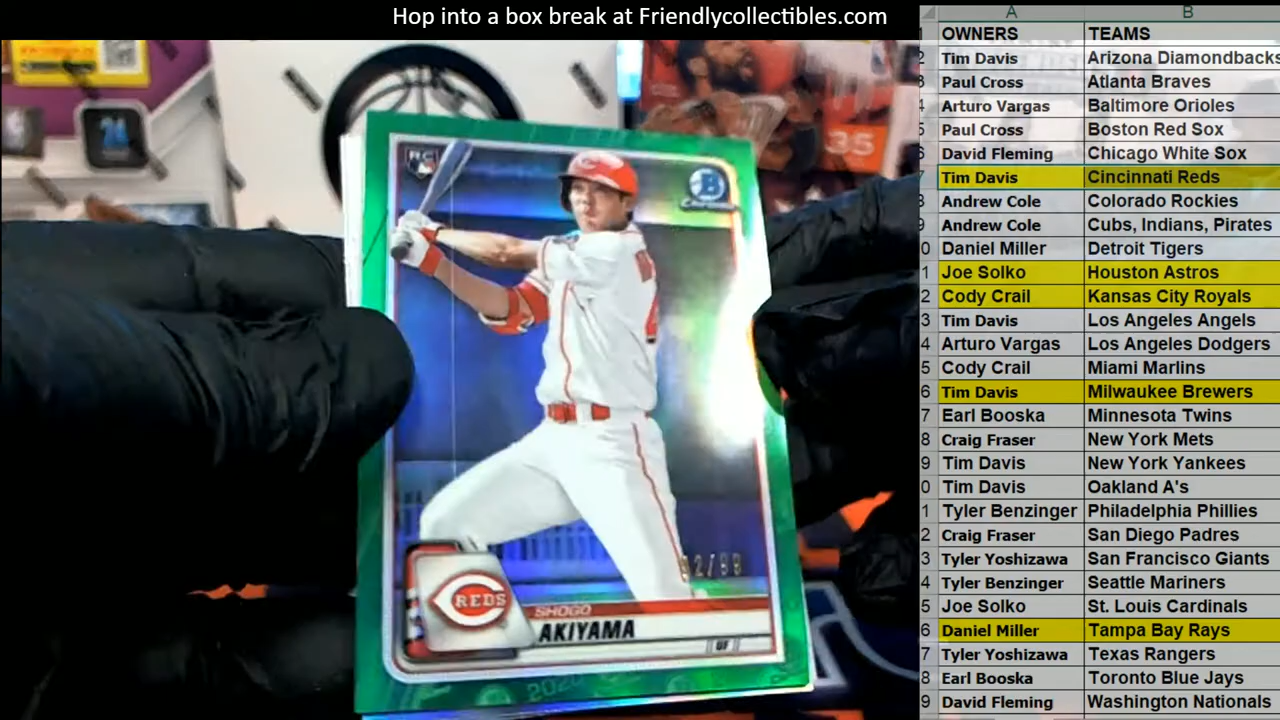 Hop into a box break at Friendlycollectibles.com
A B
OWNERS TEAMS
Tim Davis Arizona Diamondbacks
Paul Cross Atlanta Braves
Arturo Vargas Baltimore Orioles
Paul Cross Boston Red Sox
David Fleming Chicago White Sox
Tim Davis Cincinnati Reds
Andrew Cole Colorado Rockies
Andrew Cole Cubs, Indians, Pirates
Daniel Miller Detroit Tigers
Joe Solko Houston Astros
Cody Crail Kansas City Royals
Tim Davis Los Angeles Angels
Arturo Vargas Los Angeles Dodgers
Cody Crail Miami Marlins
Tim Davis Milwaukee Brewers
Earl Booska Minnesota Twins
Craig Fraser New York Mets
Tim Davis New York Yankees
Tim Davis Oakland A's
Tyler Benzinger Philadelphia Phillies
Craig Fraser San Diego Padres
Tyler Yoshizawa San Francisco Giants
Tyler Benzinger Seattle Mariners
Joe Solko St. Louis Cardinals
Daniel Miller Tampa Bay Rays
Tyler Yoshizawa Texas Rangers
Earl Booska Toronto Blue Jays
David Fleming Washington Nationals
24
35
RC
B
CHROME
REDS
SHOGO
AKIYAMA
OF
2020